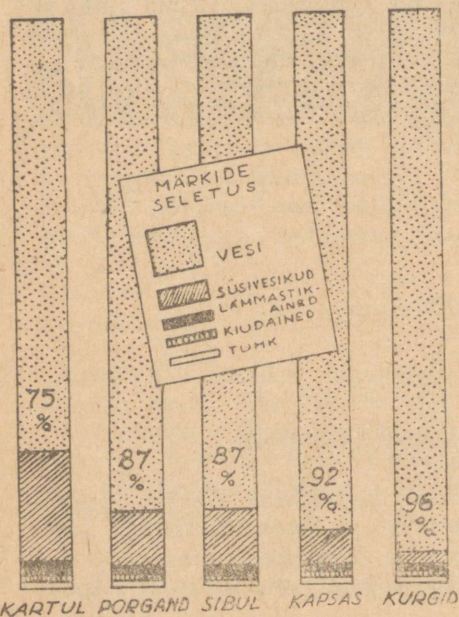 MÄRKIDE
SELETUS
VESI
SÜSIVESIKUD
LÄMMASTIK-
AINED
KIUDAINED
TUHK
75
%
87
%
87
%
92
%
96
%
KARTUL PORGAND SIBUL KAPSAS KURGID